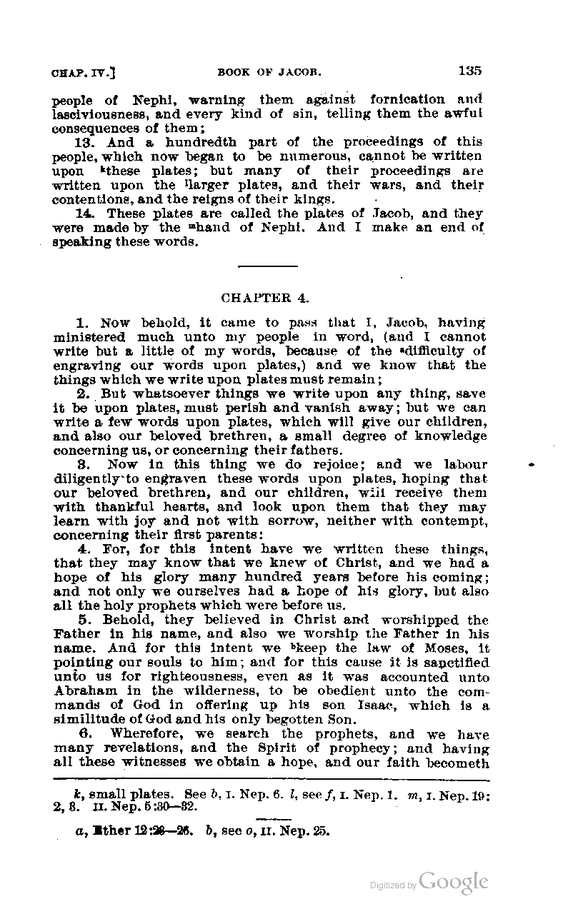 CHAP. IV.] BOOK OF JACOB. 135
people of Nephi, warning them against fornication and
lasciviousness, and every kind of sin, telling them the awful
consequences of them;
13. And a hundredth part of the proceedings of this
people, which now began to be numerous, cannot be written
upon kthese plates; but many of their proceedings are
written upon the llarger plates, and their wars, and their
contentions, and the reigns of their kings.
14. These plates are called the plates of Jacob, and they
were made by the mhand of Nephi. And I make an end of
speaking these words.
CHAPTER 4.
1. Now behold, it came to pass that I, Jacob, having
ministered much unto my people in word, (and I cannot
write but a little of my words, because of the adifficulty of
engraving our words upon plates,) and we know that the
things which we write upon plates must remain;
2. But whatsoever things we write upon any thing, save
it be upon plates, must perish and vanish away; but we can
write a few words upon plates, which will give our children,
and also our beloved brethren, a small degree of knowledge
concerning us, or concerning their fathers.
3. Now in this thing we do rejoice; and we labour
diligently to engraven these words upon plates, hoping that
our beloved brethren, and our children, will receive them
with thankful hearts, and look upon them that they may
learn with joy and not with sorrow, neither with contempt,
concerning their first parents:
4. For, for this intent have we written these things,
that they may know that we knew of Christ, and we had a
hope of his glory many hundred years before his coming;
and not only we ourselves had a hope of his glory, but also
all the holy prophets which were before us.
5. Behold, they believed in Christ and worshipped the
Father in his name, and also we worship the Father in his
name. And for this intent we bkeep the law of Moses, it
pointing our souls to him; and for this cause it is sanctified
unto us for righteousness, even as it was accounted unto
Abraham in the wilderness, to be obedient unto the com-
mands of God in offering up his son Isaac, which is a
similitude of God and his only begotten Son.
6. Wherefore, we search the prophets, and we have
many revelations, and the Spirit of prophecy; and having
all these witnesses we obtain a hope, and our faith becometh
k, small plates. See b, I. Nep. 6. l, see f, I. Nep. 1. m, I. Nep. 19:
2, 3. II. Nep. 5:30—32.
a, Ether 12:23—26. b, see o, II. Nep. 25.
Digitized by Google